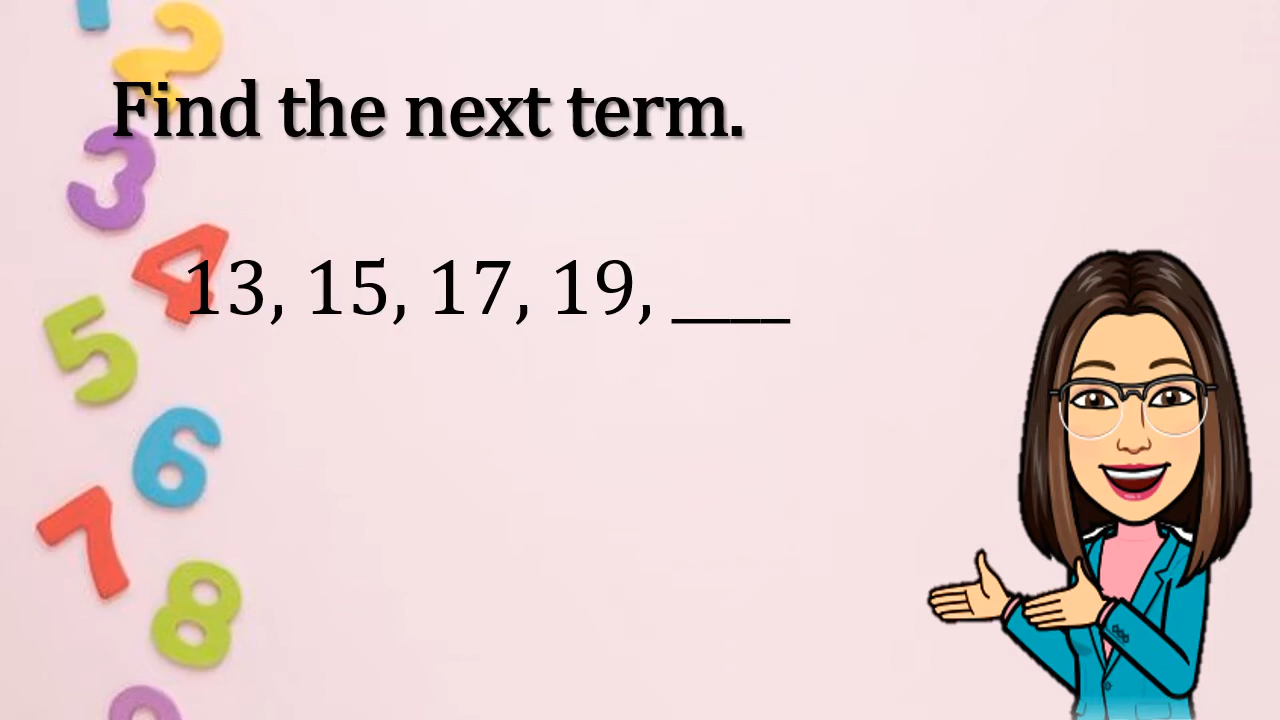 Find the next term.
13, 15, 17, 19, ____